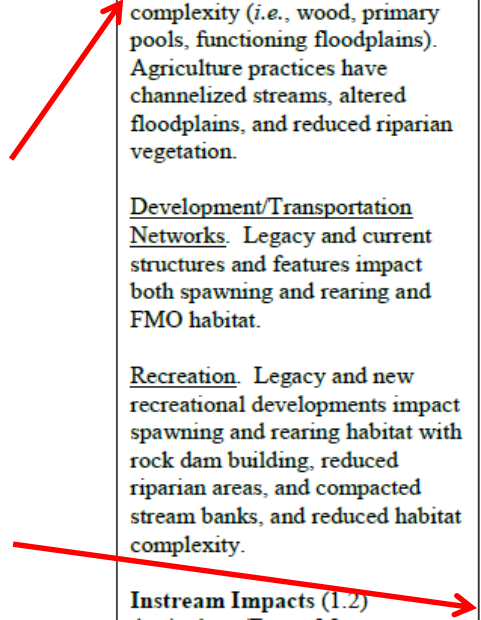 complexity (i.e., wood, primary
pools, functioning floodplains).
Agriculture practices have
channelized streams, altered
floodplains, and reduced riparian
vegetation.
Development/Transportation
Networks. Legacy and current
structures and features impact
both spawning and rearing and
FMO habitat.
Recreation. Legacy and new
recreational developments impact
spawning and rearing habitat with
rock dam building, reduced
riparian areas, and compacted
stream banks, and reduced habitat
complexity.
Instream Impacts (1.2)